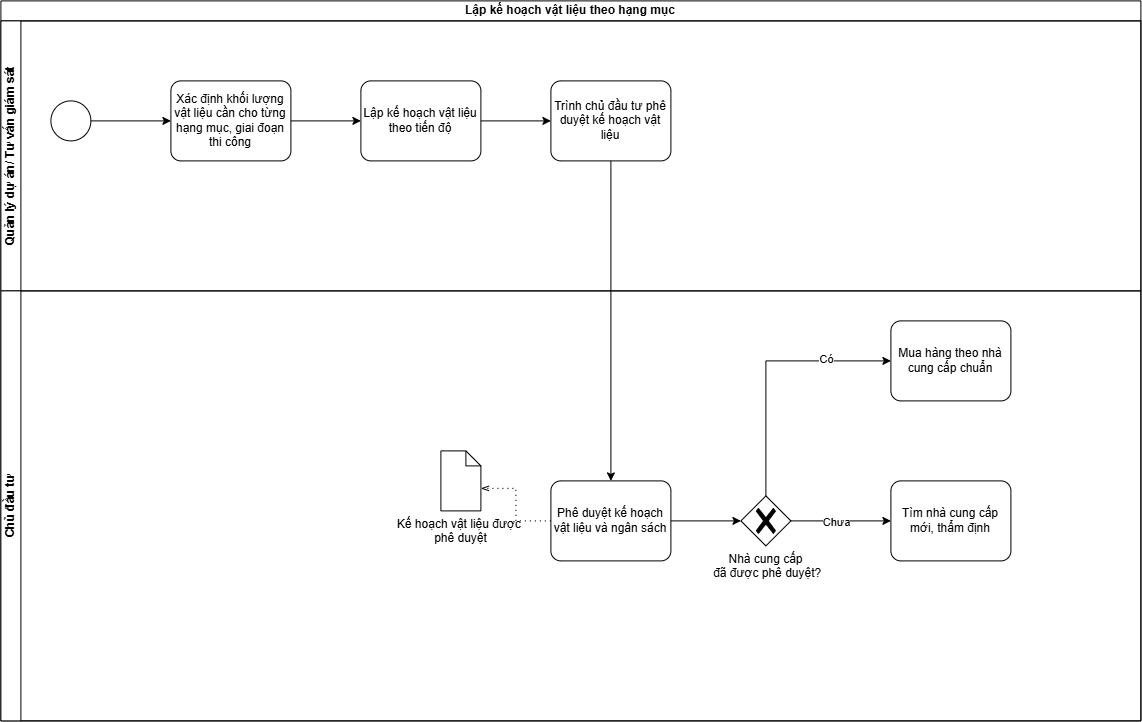 Lập kế hoạch vật liệu theo hạng mục
Quản lý dự án/ Tư vấn giám sát
Xác định khối lượng
vật liệu cần cho từng
hạng mục, giai đoạn
thi công
Lập kế hoạch vật liệu
theo tiến độ
Trình chủ đầu tư phê
duyệt kế hoạch vật
liệu
Chủ đầu tư
Có
Mua hàng theo nhà
cung cấp chuẩn
Kế hoạch vật liệu được
phê duyệt
Phê duyệt kế hoạch
vật liệu và ngân sách
Nhà cung cấp
đã được phê duyệt?
Chưa
Tìm nhà cung cấp
mới, thẩm định